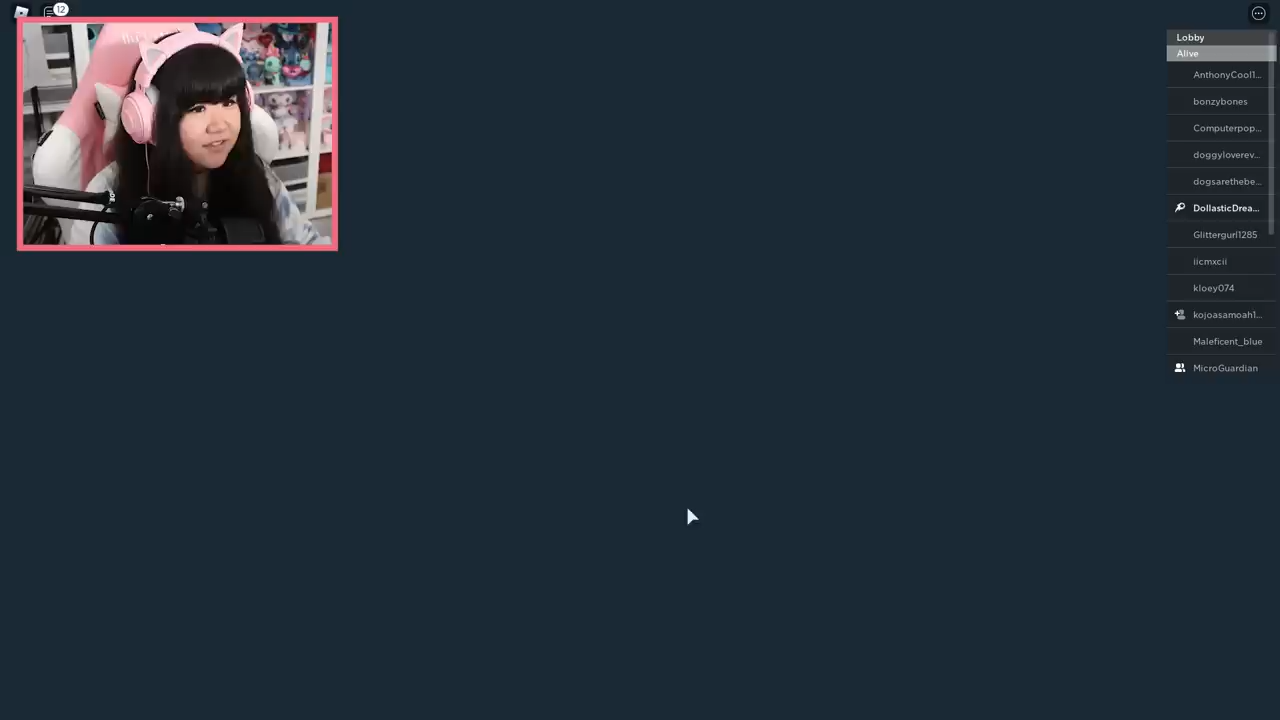 12
Lobby
Alive
AnthonyCool1...
bonzybones
Computerpop...
doggyloverev...
dogsarethebe...
DollasticDrea...
Glittergurl1285
iicmxcii
kloey074
kojoasamoah1...
Maleficent_blue
MicroGuardian